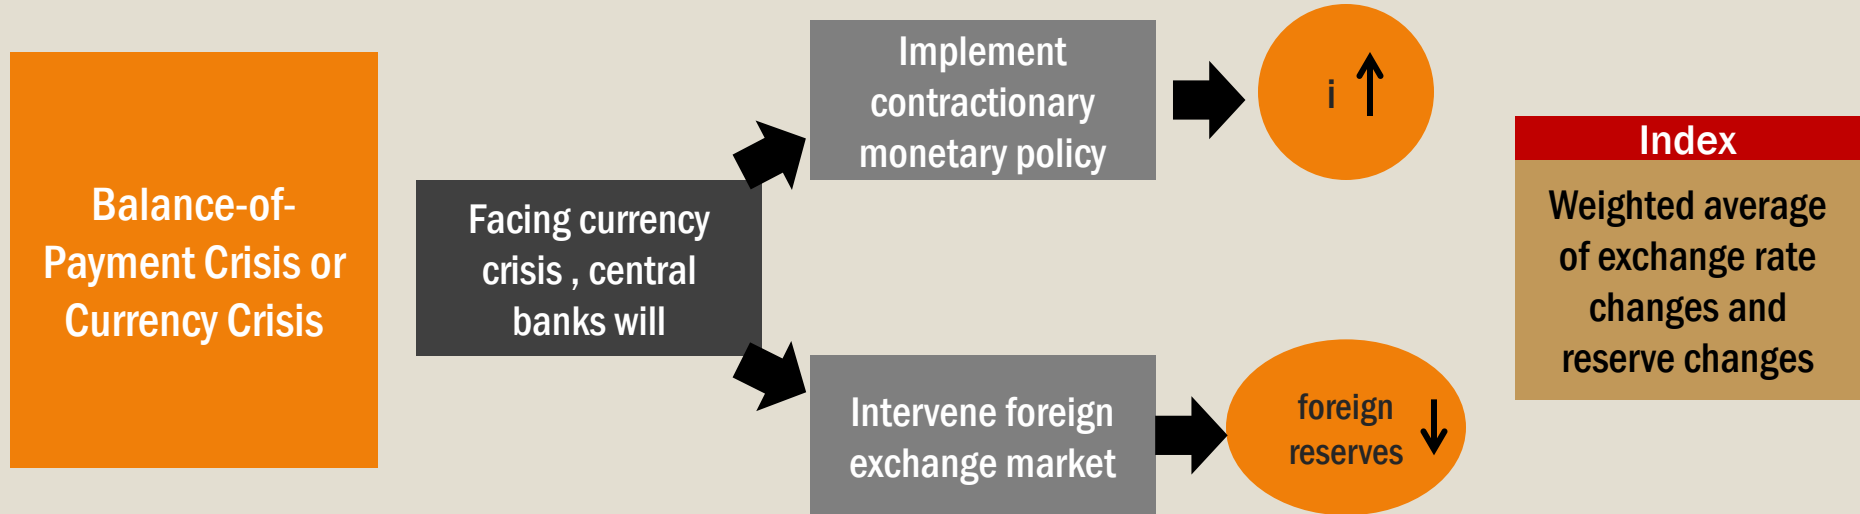 Balance-of-
Payment Crisis or
Currency Crisis
Facing currency
crisis , central
banks will
Implement
contractionary
monetary policy
i
Intervene foreign
exchange market
foreign
reserves
Index
Weighted average
of exchange rate
changes and
reserve changes